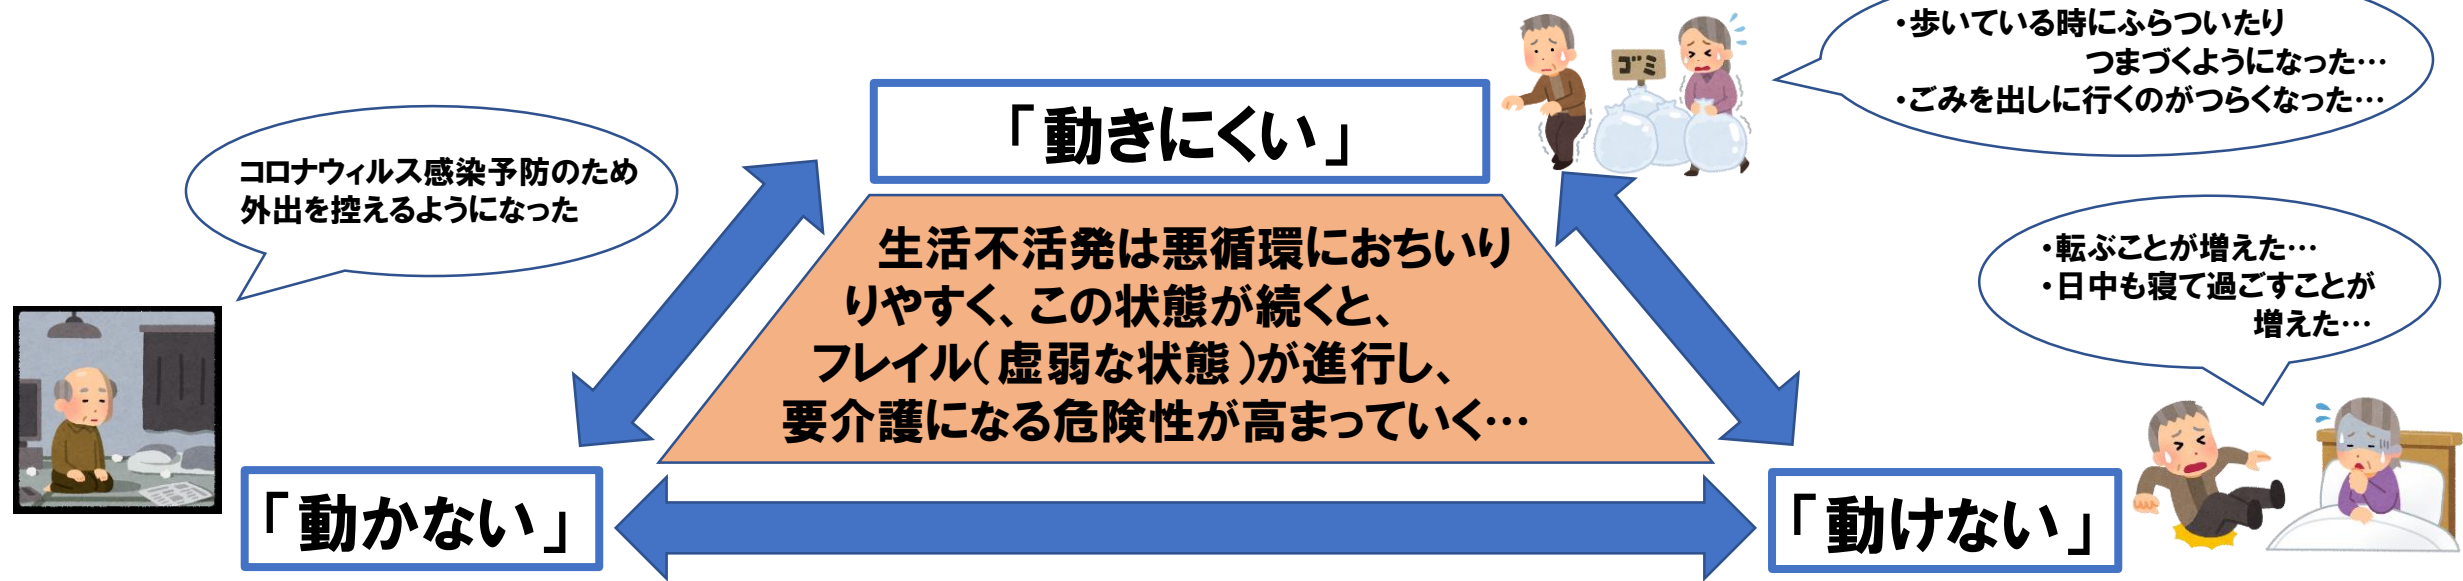 ・歩いている時にふらついたり
つまづくようになった…
・ごみを出しに行くのがつらくなった…
ゴミ
「動きにくい」
コロナウィルス感染予防のため
外出を控えるようになった
生活不活発は悪循環におちいり
りやすく、この状態が続くと、
フレイル(虚弱な状態)が進行し、
要介護になる危険性が高まっていく…
・転ぶことが増えた…
・日中も寝て過ごすことが
増えた…
「動かない」
「動けない」